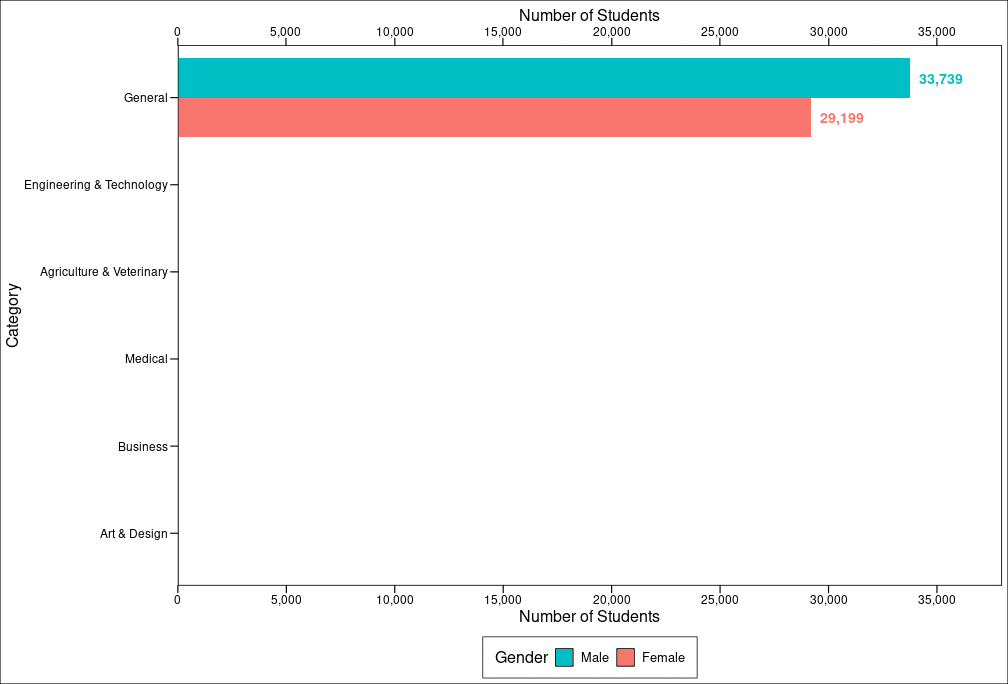 Number of Students
0 5,000 10,000 15,000 20,000 25,000 30,000 35,000
33,739
General
29,199
Engineering & Technology
Agriculture & Veterinary
Category
Medical
Business
Art & Design
0 5,000 10,000 15,000 20,000 25,000 30,000 35,000
Number of Students
Gender Male Female